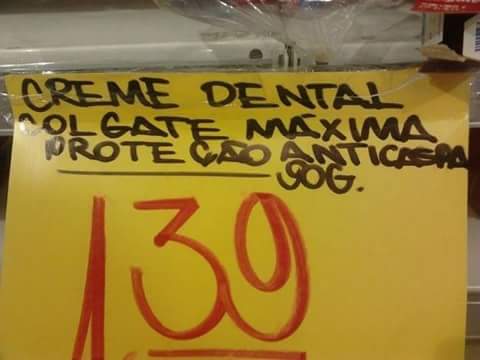 CREME DENTAL
COLGATE MÁXIMA
PROTEÇÃO ANTICASPA
90G.
1,39